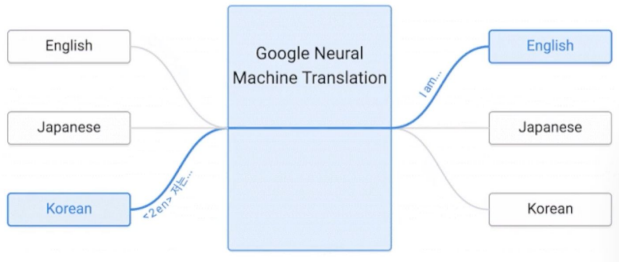 English
Japanese
Korean
<2en> 저는...
Google Neural
Machine Translation
I am...
English
Japanese
Korean